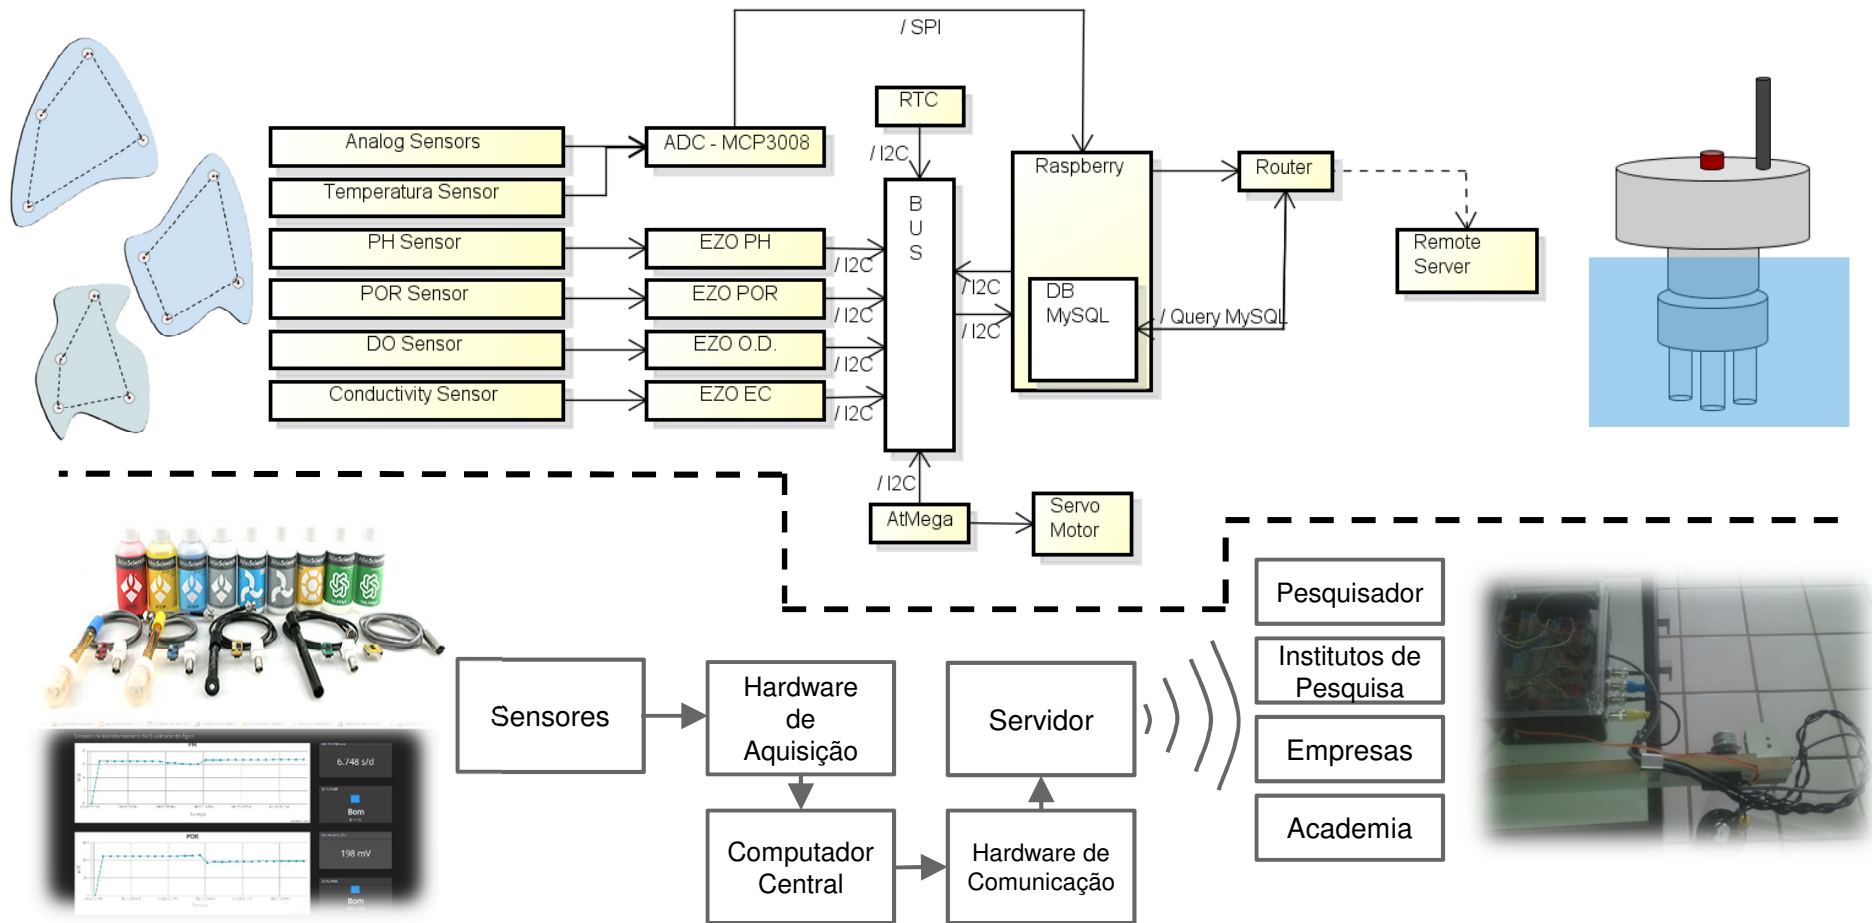 / SPI
RTC
Analog Sensors
ADC - MCP3008
/ I2C
Raspberry
Router
Temperatura Sensor
B
U
S
PH Sensor
EZO PH
/ I2C
Remote
Server
POR Sensor
EZO POR
/ I2C
/ I2C
DB
MySQL
/ Query MySQL
/ I2C
DO Sensor
EZO O.D.
/ I2C
Conductivity Sensor
EZO EC
/ I2C
/ I2C
AtMega
Servo
Motor
Pesquisador
Institutos de
Pesquisa
Empresas
Academia
Sensores
Hardware
de
Aquisição
Servidor
Computador
Central
Hardware de
Comunicação
PH
6.748 s/d
Bom
POR
198 mV
Bom